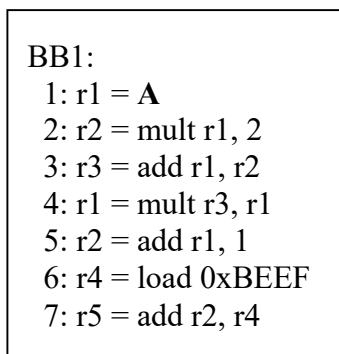 BB1:
1: r1 = A
2: r2 = mult r1, 2
3: r3 = add r1, r2
4: r1 = mult r3, r1
5: r2 = add r1, 1
6: r4 = load 0xBEEF
7: r5 = add r2, r4